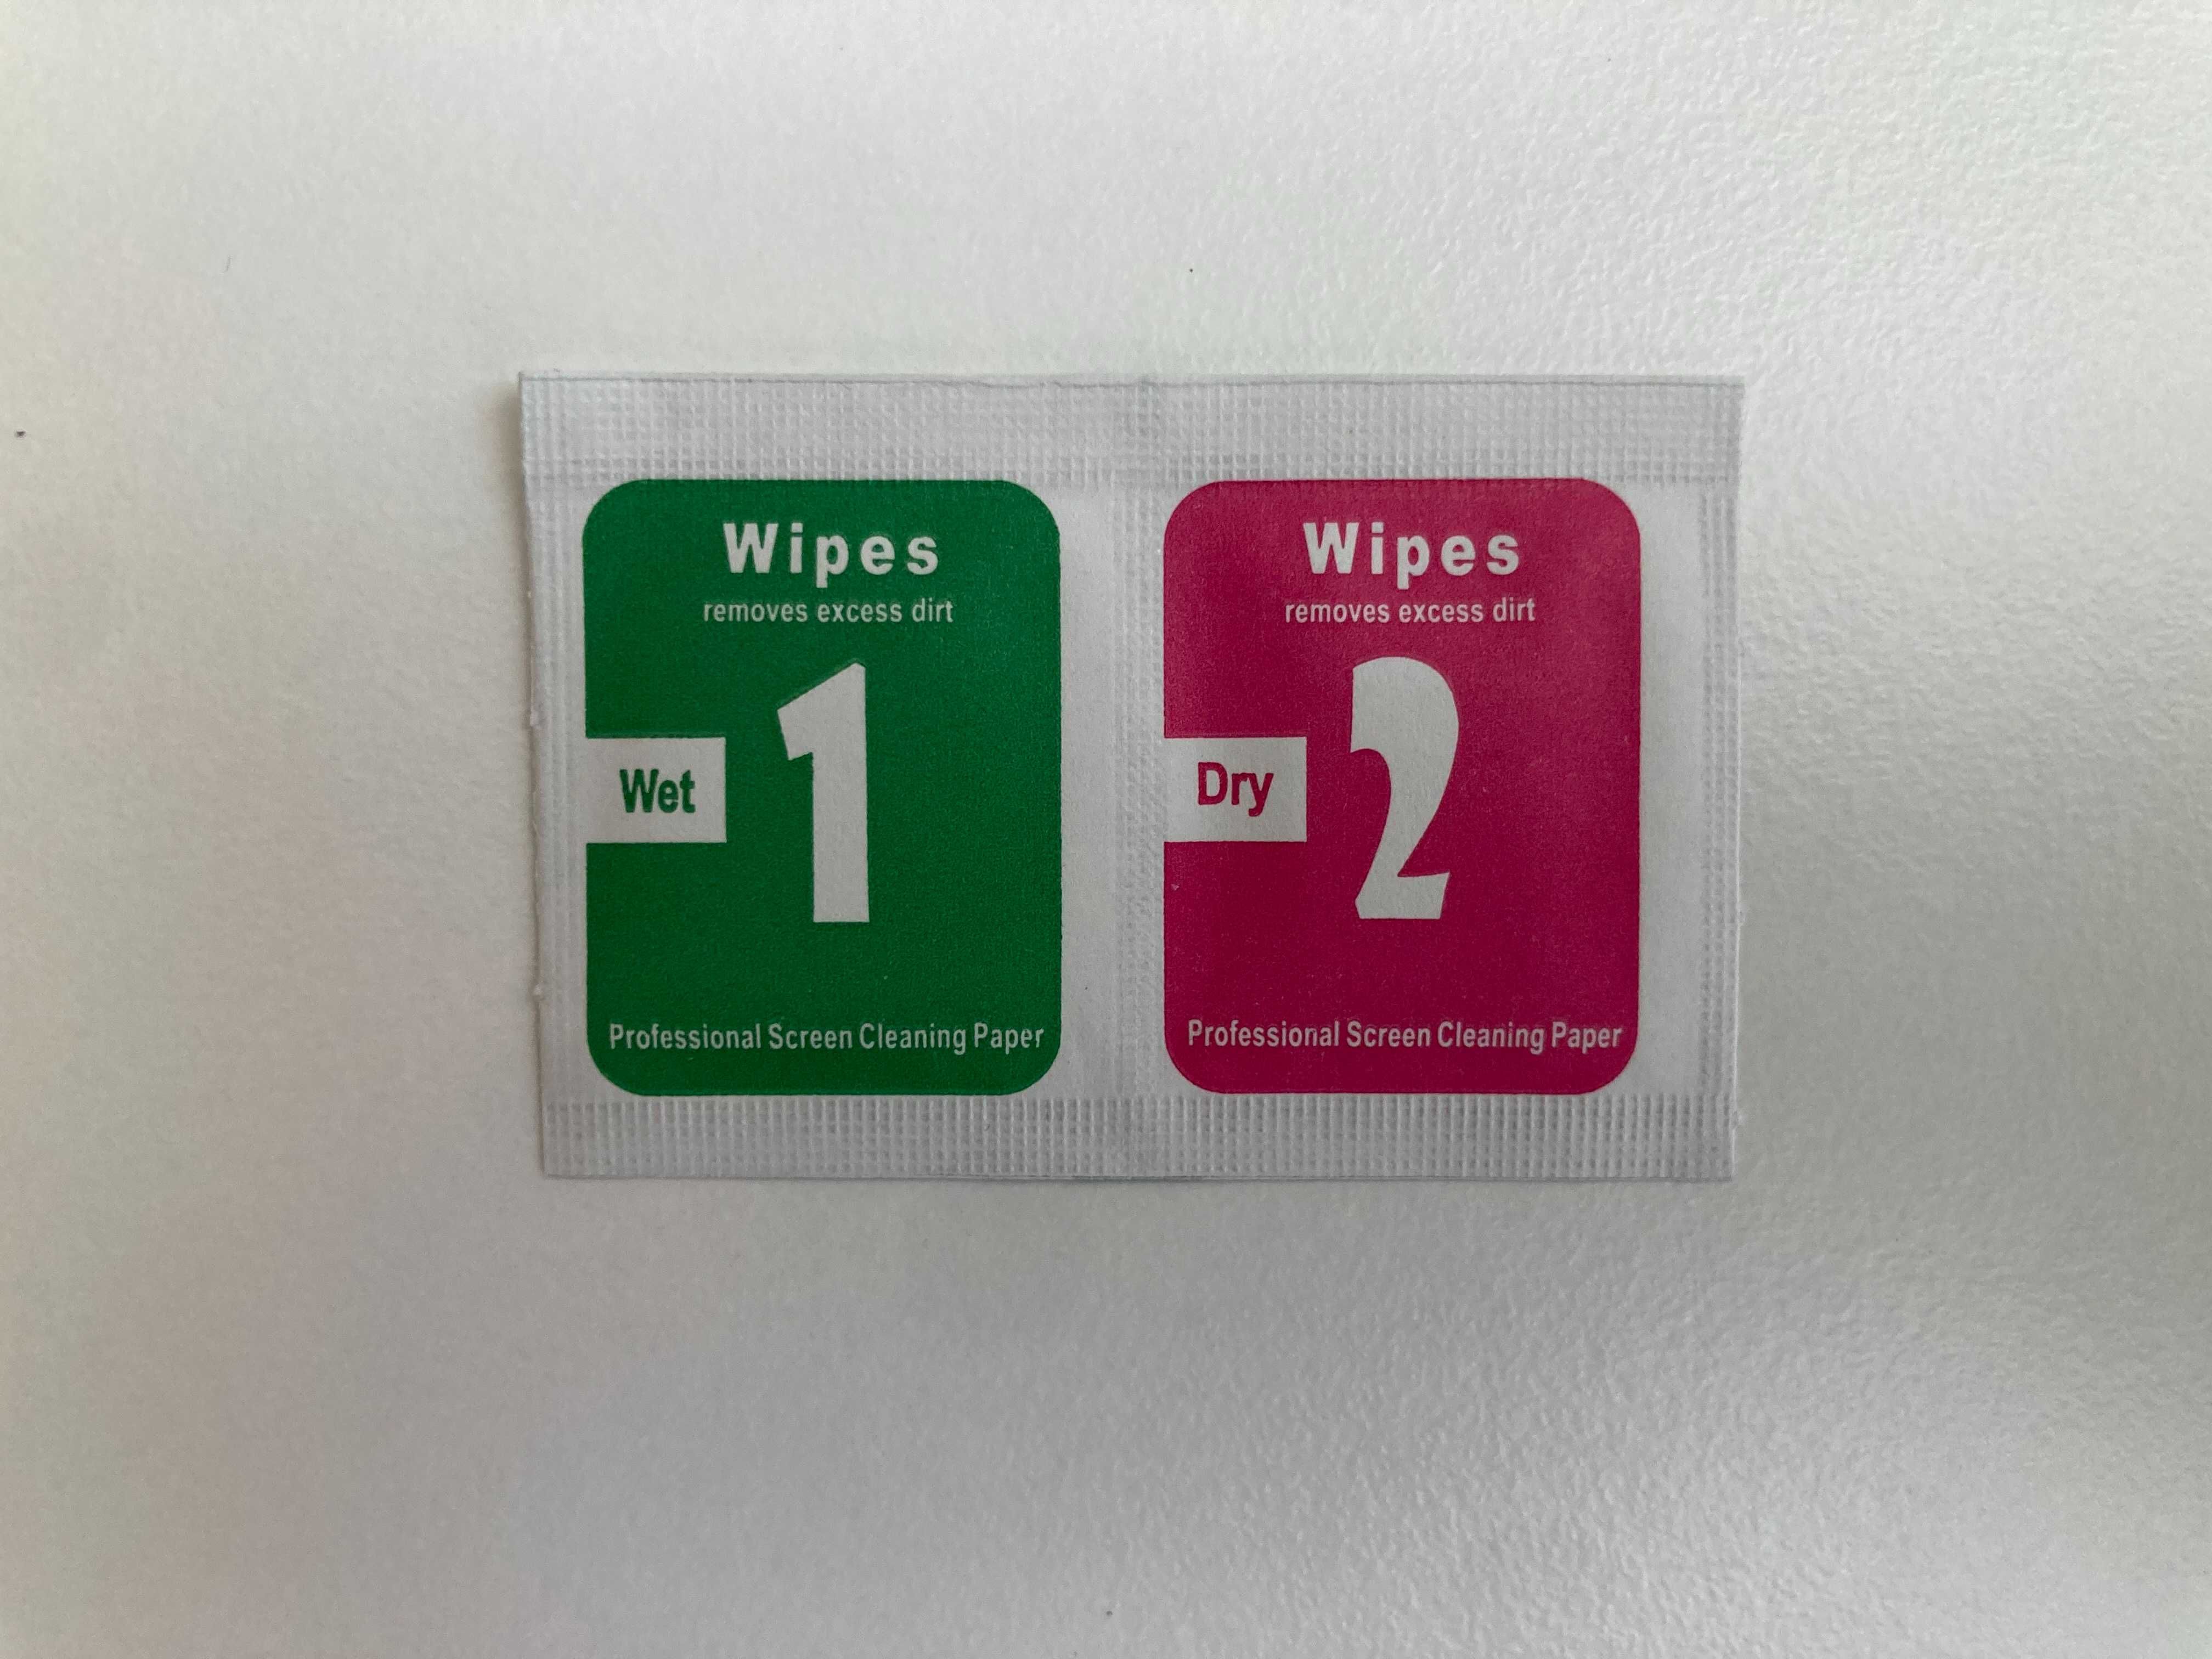 Wipes
removes excess dirt
1
Wet
Professional Screen Cleaning Paper
Wipes
removes excess dirt
2
Dry
Professional Screen Cleaning Paper